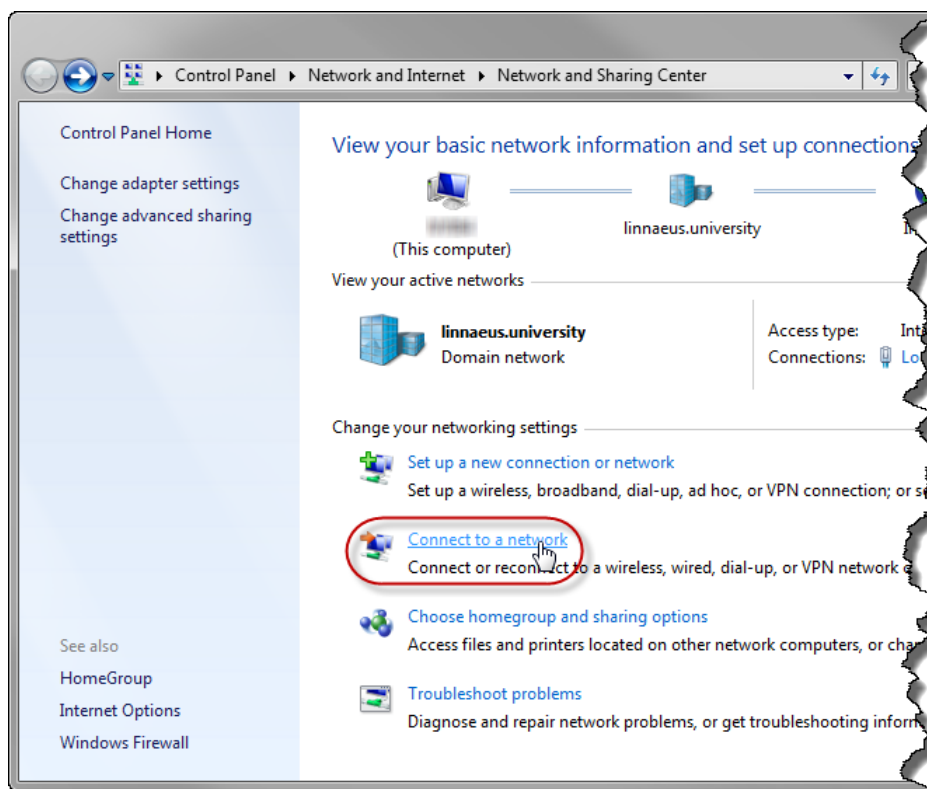 Control Panel Network and Internet Network and Sharing Center
Control Panel Home
Change adapter settings
Change advanced sharing
settings
View your basic network information and set up connections
linnaeus.university
(This computer)
View your active networks
linnaeus.university
Domain network
Access type:
Connections:
Change your networking settings
Set up a new connection or network
Set up a wireless, broadband, dial-up, ad hoc, or VPN connection; or
Connect to a network
Connect or reconnect to a wireless, wired, dial-up, or VPN network
Choose homegroup and sharing options
Access files and printers located on other network computers, or
Troubleshoot problems
Diagnose and repair network problems, or get troubleshooting
See also
HomeGroup
Internet Options
Windows Firewall